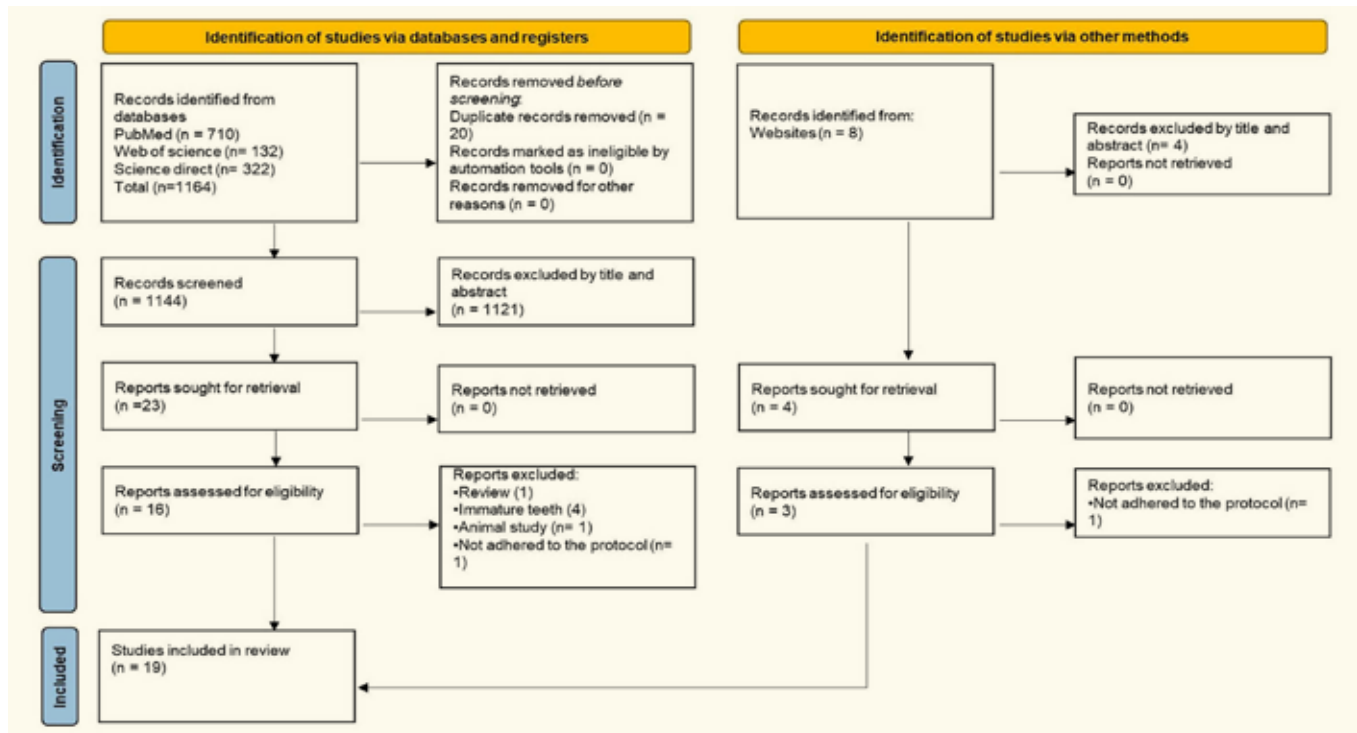 Identification of studies via databases and registers
Identification of studies via other methods
Identification
Records identified from
databases
PubMed (n = 710)
Web of science (n= 132)
Science direct (n= 322)
Total (n=1164)
Records removed before
screening:
Duplicate records removed (n =
20)
Records marked as ineligible by
automation tools (n = 0)
Records removed for other
reasons (n = 0)
Records identified from:
Websites (n = 8)
Records excluded by title and
abstract (n= 4)
Reports not retrieved
(n = 0)
Screening
Records screened
(n = 1144)
Records excluded by title and
abstract
(n = 1121)
Reports sought for retrieval
(n =23)
Reports not retrieved
(n = 0)
Reports sought for retrieval
(n = 4)
Reports not retrieved
(n = 0)
Reports assessed for eligibility
(n = 16)
Reports excluded:
•Review (1)
•Immature teeth (4)
•Animal study (n= 1)
•Not adhered to the protocol (n=
1)
Reports assessed for eligibility
(n = 3)
Reports excluded:
•Not adhered to the protocol (n=
1)
Included
Studies included in review
(n = 19)